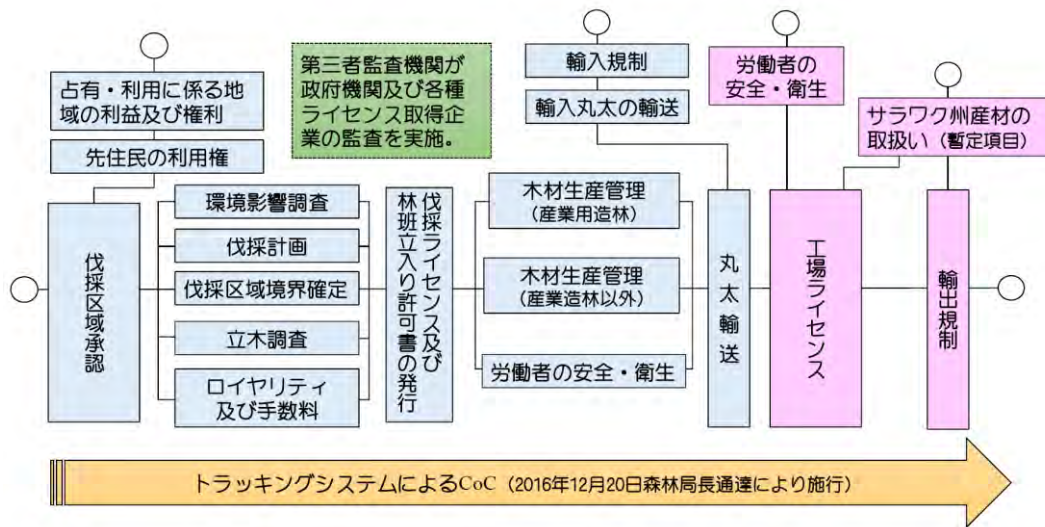 占有・利用に係る地
域の利益及び権利
先住民の利用権
第三者監査機関が
政府機関及び各種
ライセンス取得企
業の監査を実施。
輸入規制
輸入丸太の輸送
労働者の
安全・衛生
サラワク州産材の
取扱い（暫定項目）
伐採区域承認
環境影響調査
伐採計画
伐採区域境界確定
立木調査
ロイヤリティ
及び手数料
伐採ライセンス及び
林班立入り許可書の発行
木材生産管理
（産業用造林）
木材生産管理
（産業造林以外）
労働者の安全・衛生
丸太輸送
工場ライセンス
輸出規制
トラッキングシステムによるCoC（2016年12月20日森林局長通達により施行）